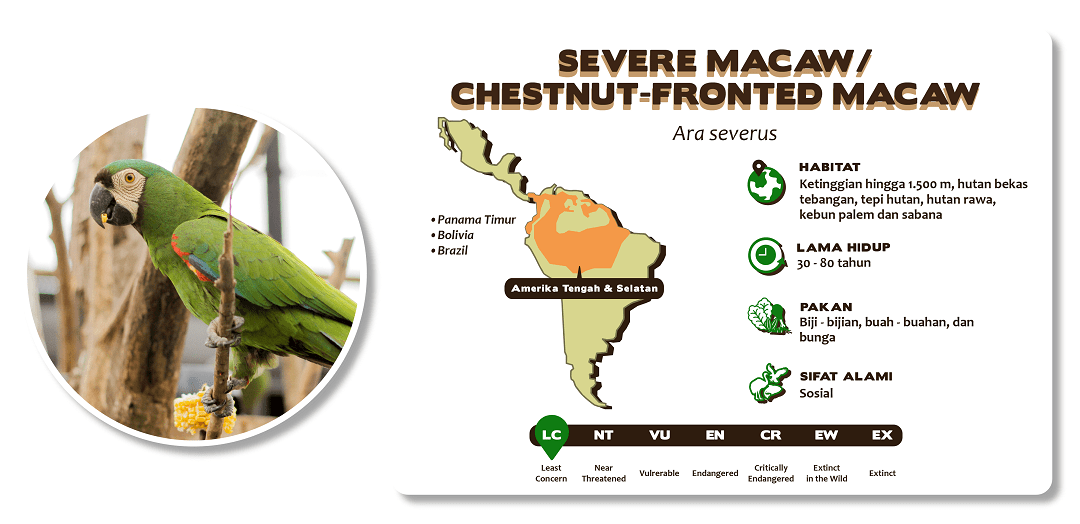 SEVERE MACAW/
CHESTNUT-FRONTED MACAW
Ara severus
• Panama Timur
• Bolivia
• Brazil
Amerika Tengah & Selatan
HABITAT
Ketinggian hingga 1.500 m, hutan bekas
tebangan, tepi hutan, hutan rawa,
kebun palem dan sabana
LAMA HIDUP
30 - 80 tahun
PAKAN
Biji - bijian, buah - buahan, dan
bunga
SIFAT ALAMI
Sosial
LC NT VU EN CR EW EX
Least Concern
Near Threatened
Vulrerable
Endangered
Critically Endangered
Extinct in the Wild
Extinct